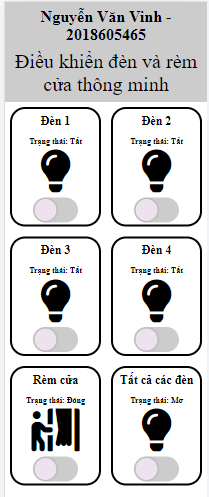 Nguyễn Văn Vinh -
2018605465
Điều khiển đèn và rèm
cửa thông minh
Đèn 1
Trạng thái: Tắt
Đèn 2
Trạng thái: Tắt
Đèn 3
Trạng thái: Tắt
Đèn 4
Trạng thái: Tắt
Rèm cửa
Trạng thái: Đóng
Tất cả các đèn
Trạng thái: Mơ